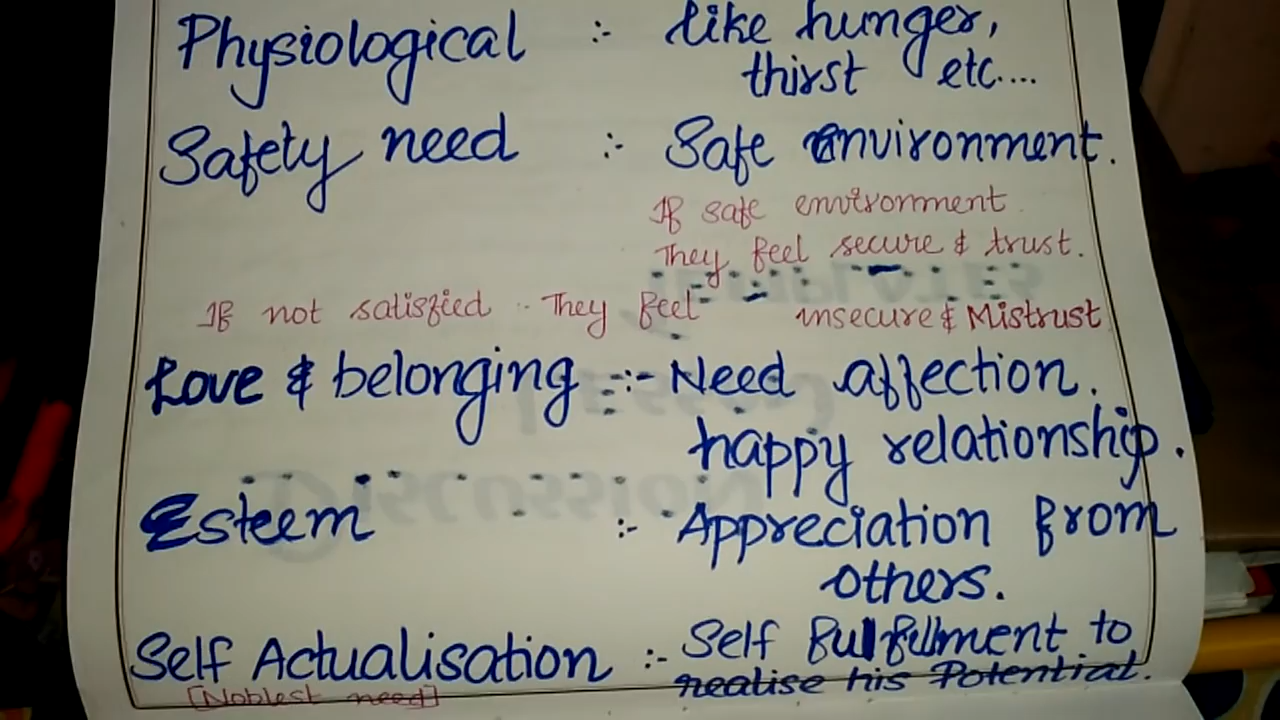 Physiological :- like hunger,
thirst etc....
Safety need :- Safe environment.
If safe environment
They feel secure & trust.
If not satisfied .. They feel insecure & Mistrust
Love & belonging :- Need affection.
happy relationship.
Esteem :- Appreciation from
others.
Self Actualisation :- Self fulfillment to
[Noblest need] realise his Potential.